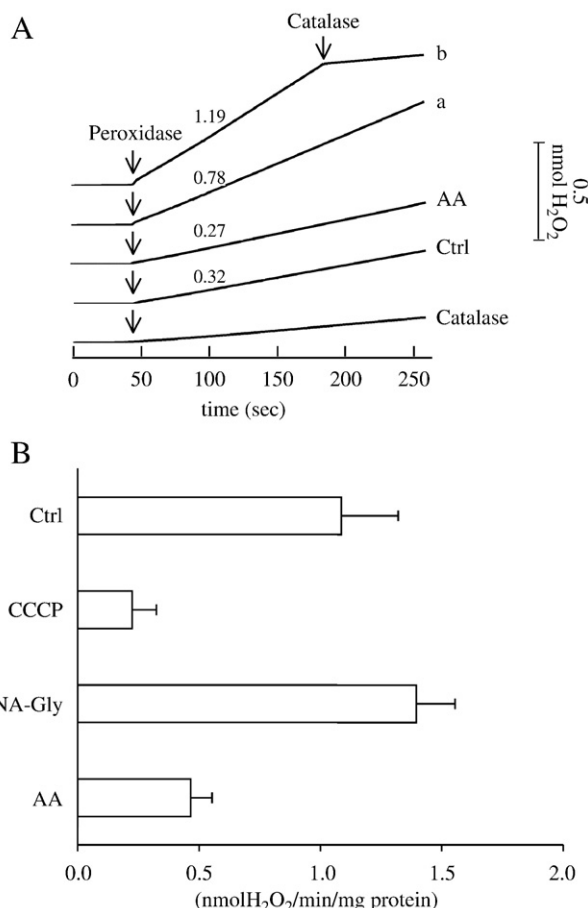 A
Catalase
b
a
1.19
Peroxidase
0.78
0.5
nmol H₂O₂
AA
0.27
Ctrl
0.32
Catalase
0 50 100 150 200 250
time (sec)
B
Ctrl
CCCP
NA-Gly
AA
0.0 0.5 1.0 1.5 2.0
(nmolH₂O₂/min/mg protein)